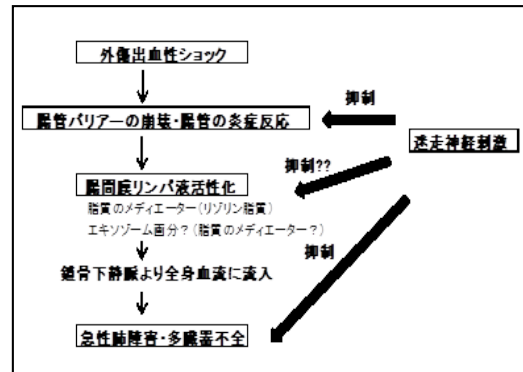 外傷出血性ショック
抑制
腸管バリアーの崩壊・腸管の炎症反応
迷走神経刺激
抑制??
腸間膜リンパ液活性化
脂質のメディエーター(リゾリン脂質)
エキソゾーム画分?(脂質のメディエーター?)
抑制
鎖骨下静脈より全身血流に流入
急性肺障害・多臓器不全